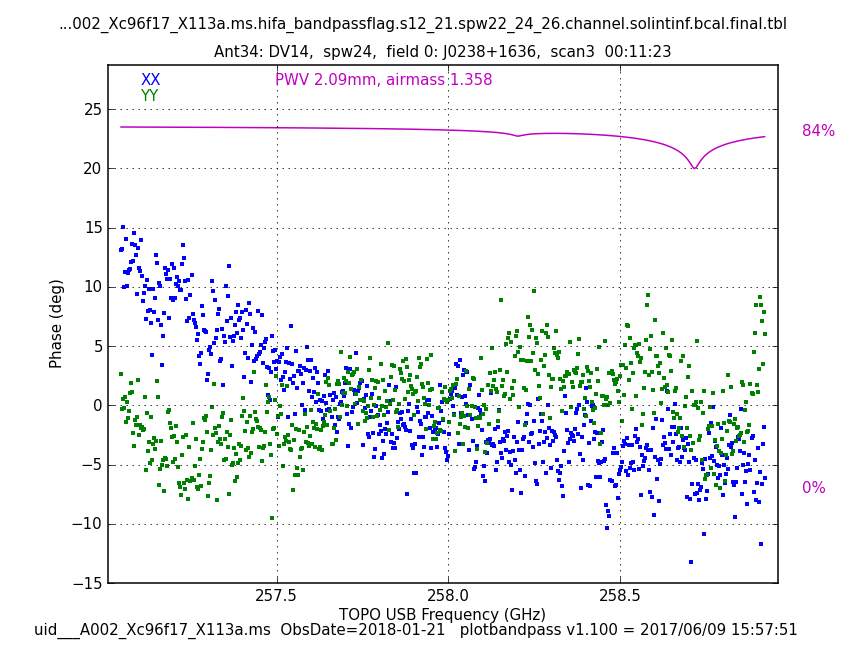 ...002_Xc96f17_X113a.ms.hifa_bandpassflag.s12_21.spw22_24_26.channel.solintinf.bcal.final.tbl
Ant34: DV14, spw24, field 0: J0238+1636, scan3 00:11:23
XX
PWV 2.09mm, airmass 1.358
YY
25
84%
20
15
10
5
0
−5
0%
−10
−15
Phase (deg)
257.5
258.0
258.5
TOPO USB Frequency (GHz)
uid___A002_Xc96f17_X113a.ms ObsDate=2018-01-21 plotbandpass v1.100 = 2017/06/09 15:57:51